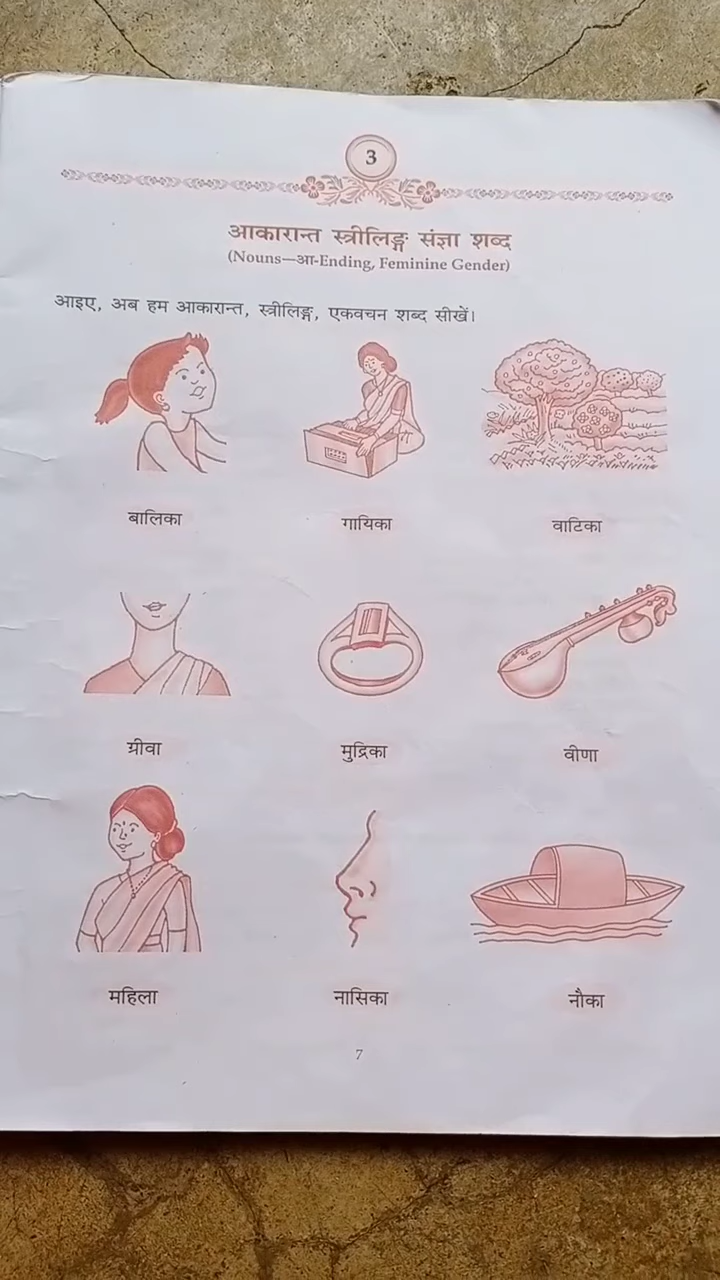 3
आकारान्त स्त्रीलिङ्ग संज्ञा शब्द
(Nouns—आ-Ending, Feminine Gender)
आइए, अब हम आकारान्त, स्त्रीलिङ्ग, एकवचन शब्द सीखें।
बालिका गायिका वाटिका
ग्रीवा मुद्रिका वीणा
महिला नासिका नौका
7